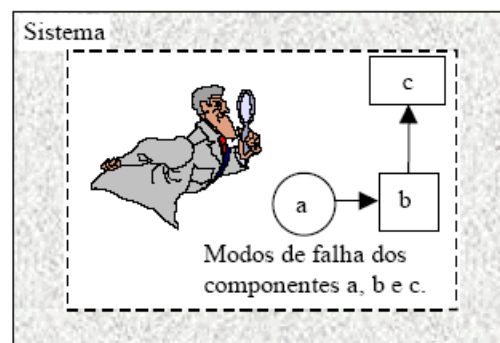 Sistema
c
a
b
Modos de falha dos
componentes a, b e c.